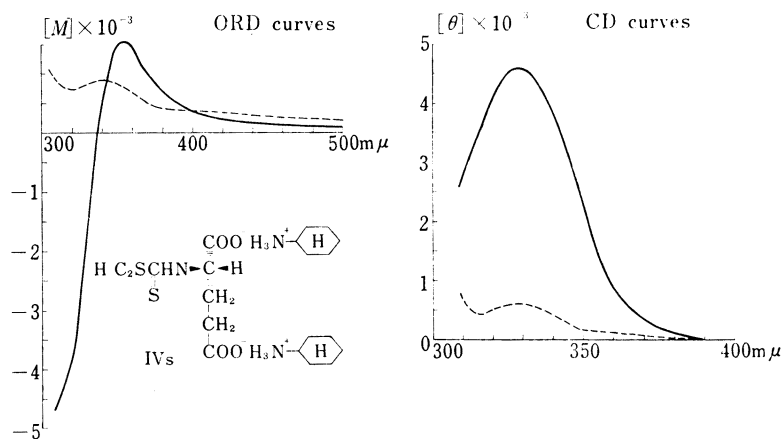 [M]×10⁻³ ORD curves
300 400 500mμ
−1
−2
−3
−4
−5
COO⁻ H₃N⁺ H
H C₂SCHN C H
S
CH₂
CH₂
COO⁻ H₃N⁺ H
IVs
[θ]×10⁻³ CD curves
5
4
3
2
1
0
300 350 400mμ